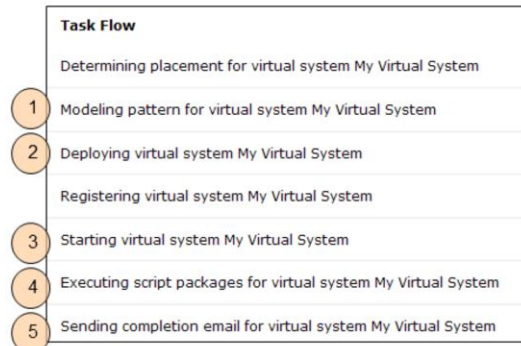 Task Flow
Determining placement for virtual system My Virtual System
1 Modeling pattern for virtual system My Virtual System
2 Deploying virtual system My Virtual System
Registering virtual system My Virtual System
3 Starting virtual system My Virtual System
4 Executing script packages for virtual system My Virtual System
5 Sending completion email for virtual system My Virtual System